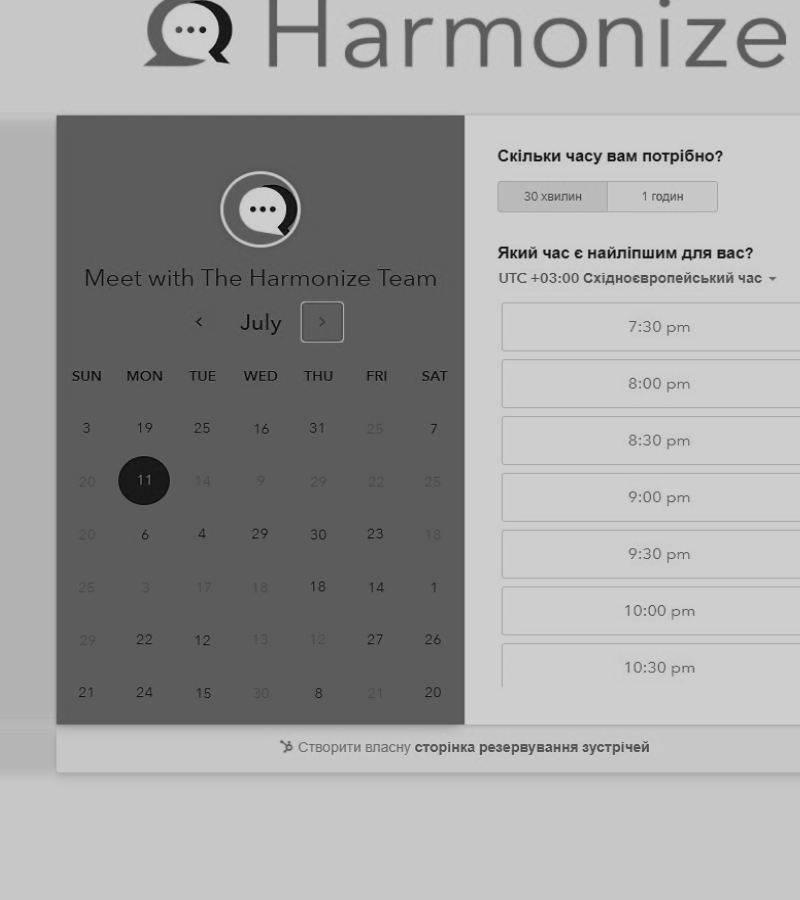 Harmonize
Meet with The Harmonize Team
July
SUN MON TUE WED THU FRI SAT
3 19 25 16 31 25 7
20 11 14 9 29 22 25
20 6 4 29 30 23 18
25 3 17 18 18 14 1
29 22 12 13 12 27 26
21 24 15 30 8 21 20
Скільки часу вам потрібно?
30 хвилин 1 годин
Який час є найліпшим для вас?
UTC +03:00 Східноєвропейський час
7:30 pm
8:00 pm
8:30 pm
9:00 pm
9:30 pm
10:00 pm
10:30 pm
Створити власну сторінка резервування зустрічей